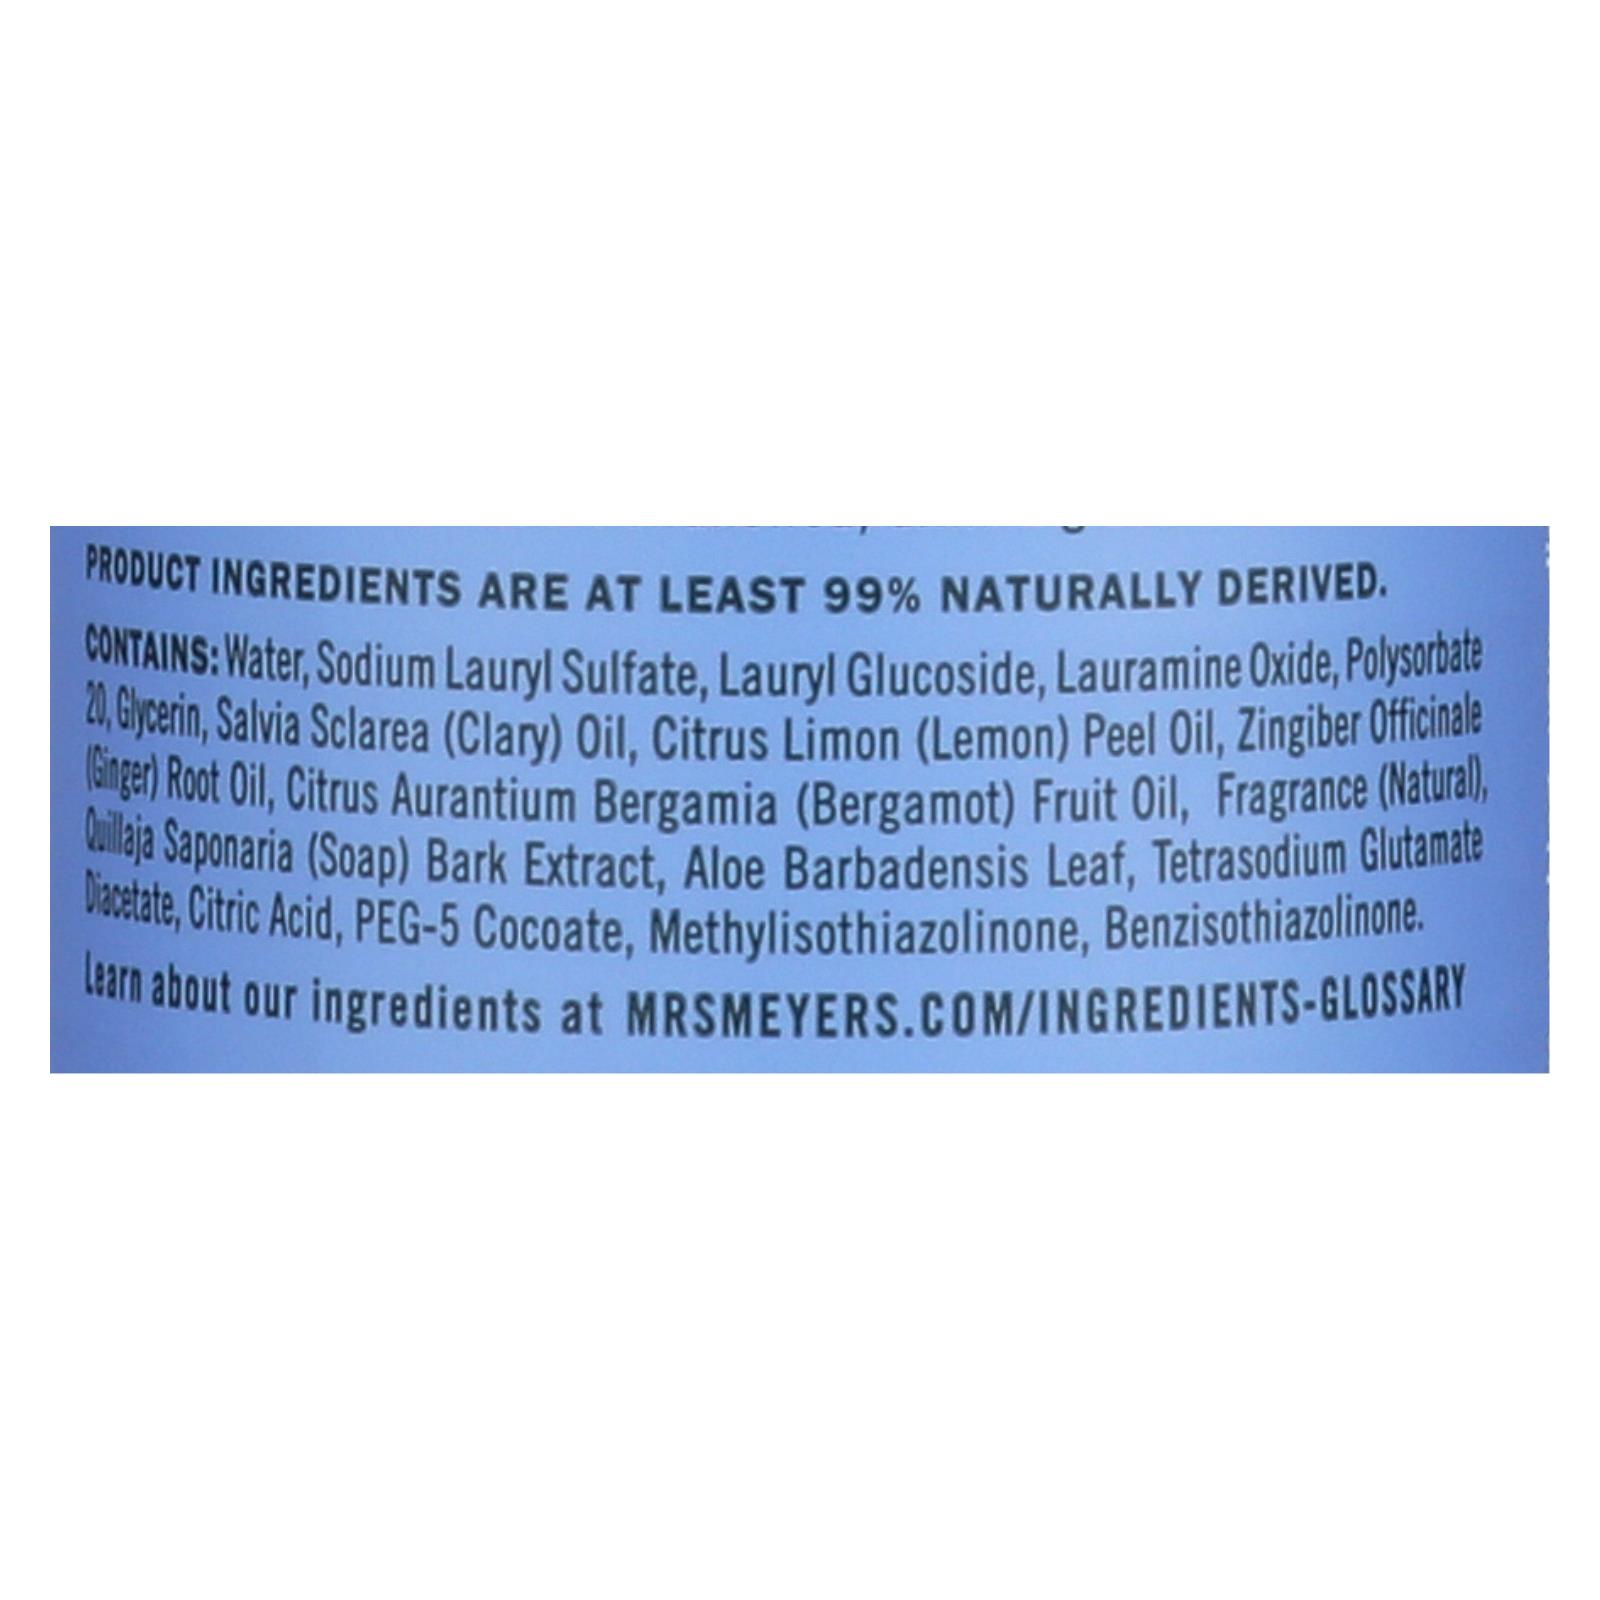 PRODUCT INGREDIENTS ARE AT LEAST 99% NATURALLY DERIVED.
CONTAINS: Water, Sodium Lauryl Sulfate, Lauryl Glucoside, Lauramine Oxide, Polysorbate
20, Glycerin, Salvia Sclarea (Clary) Oil, Citrus Limon (Lemon) Peel Oil, Zingiber Officinale
(Ginger) Root Oil, Citrus Aurantium Bergamia (Bergamot) Fruit Oil, Fragrance (Natural),
Quillaja Saponaria (Soap) Bark Extract, Aloe Barbadensis Leaf, Tetrasodium Glutamate
Diacetate, Citric Acid, PEG-5 Cocoate, Methylisothiazolinone, Benzisothiazolinone.
Learn about our ingredients at MRSMEYERS.COM/INGREDIENTS-GLOSSARY